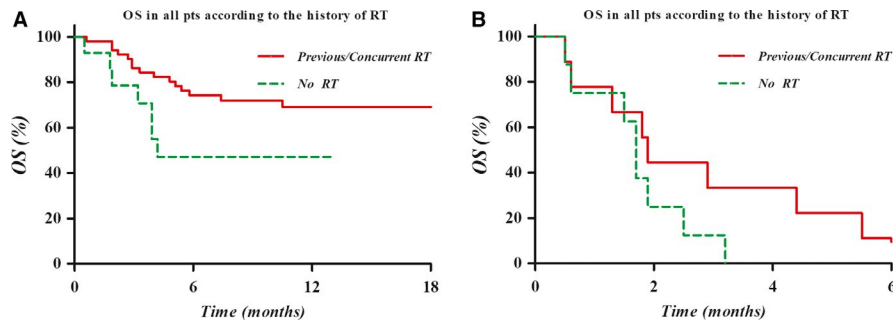 A
OS in all pts according to the history of RT
100
80
60
40
20
0
OS (%)
Previous/Concurrent RT
No RT
0 6 12 18
Time (months)
B
OS in all pts according to the history of RT
100
80
60
40
20
0
OS (%)
Previous/Concurrent RT
No RT
0 2 4 6
Time (months)